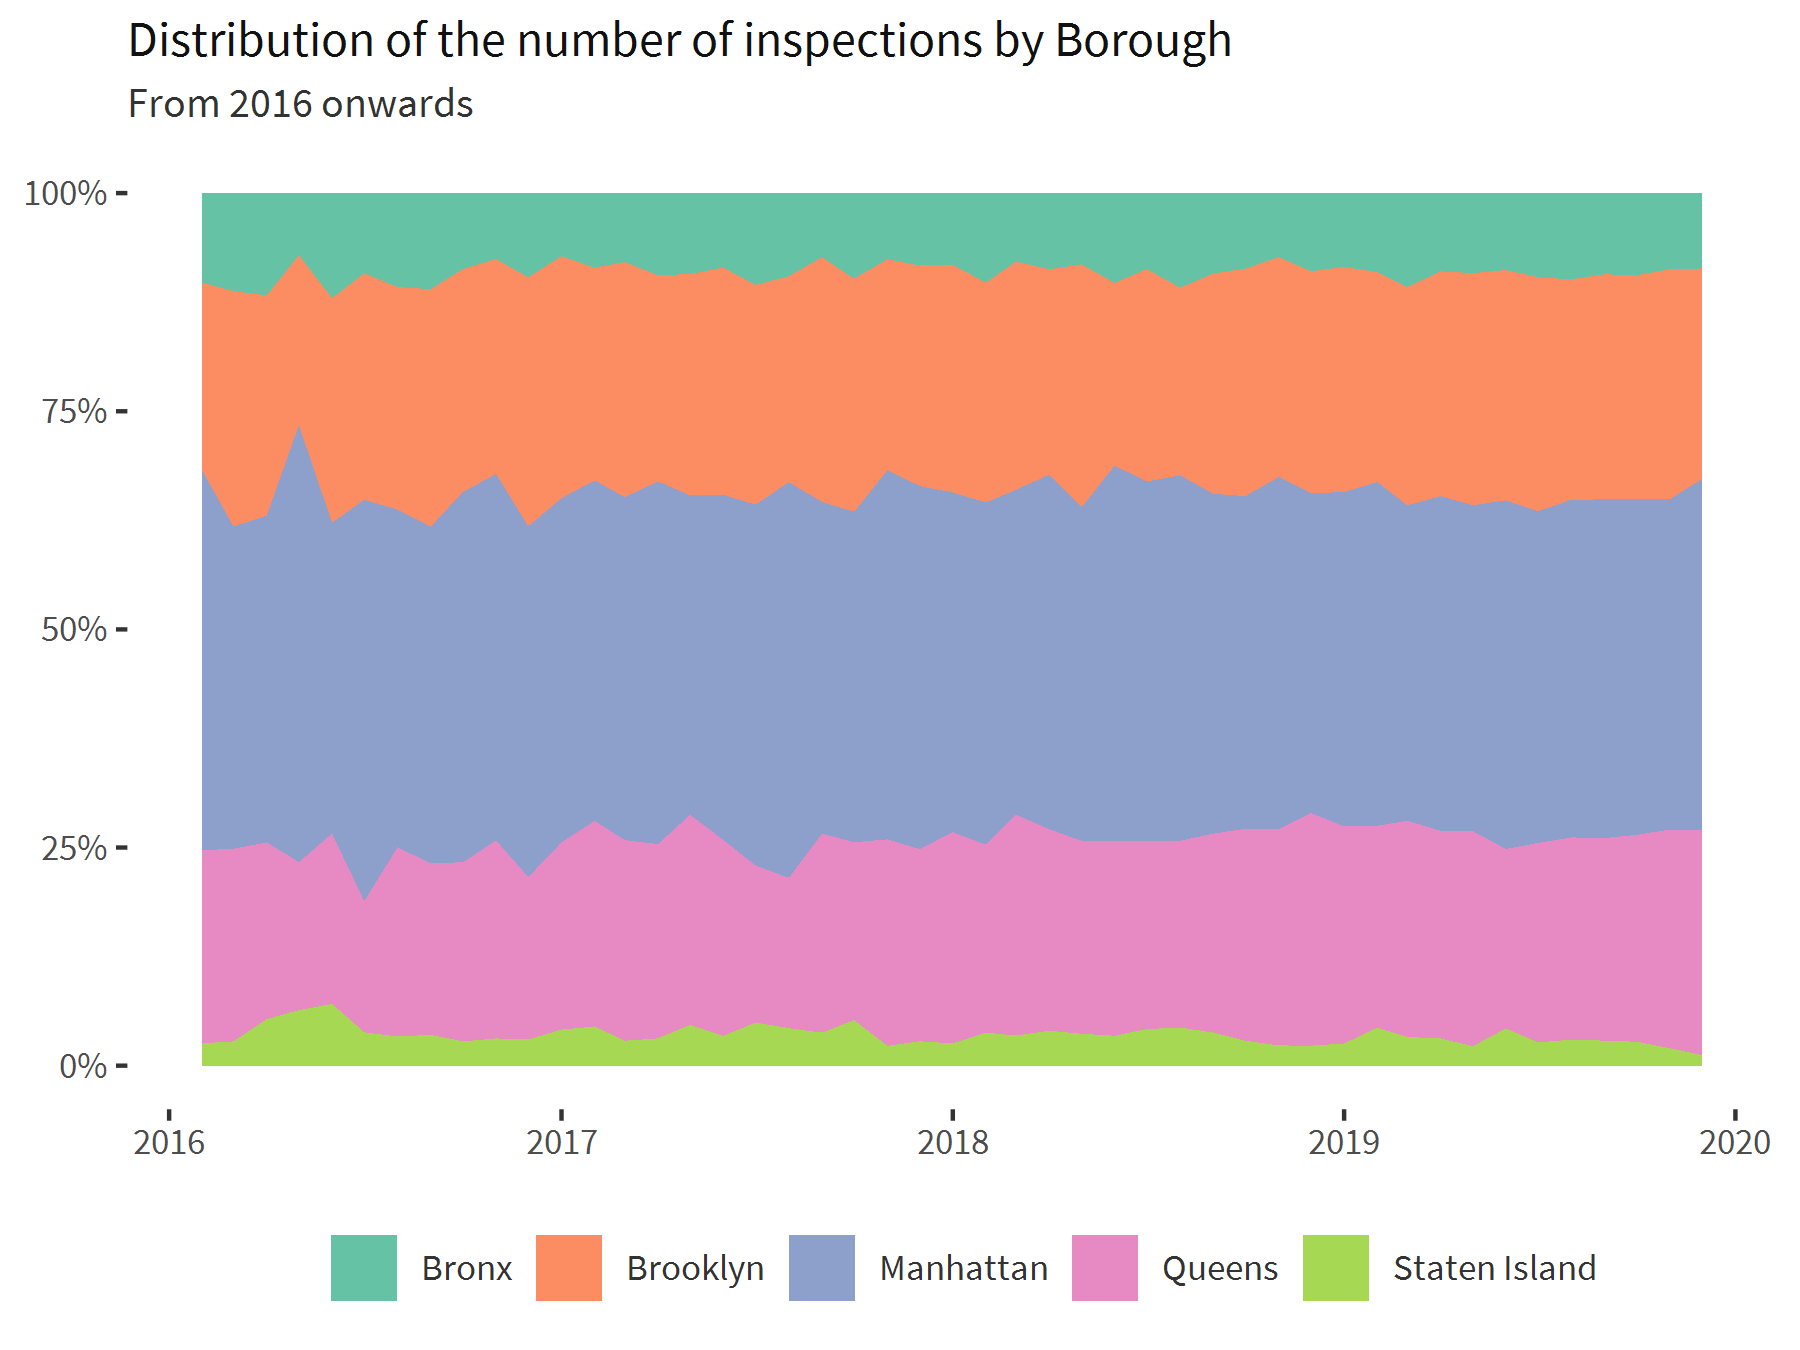 Distribution of the number of inspections by Borough
From 2016 onwards
100%
75%
50%
25%
0%
2016 2017 2018 2019 2020
Bronx Brooklyn Manhattan Queens Staten Island